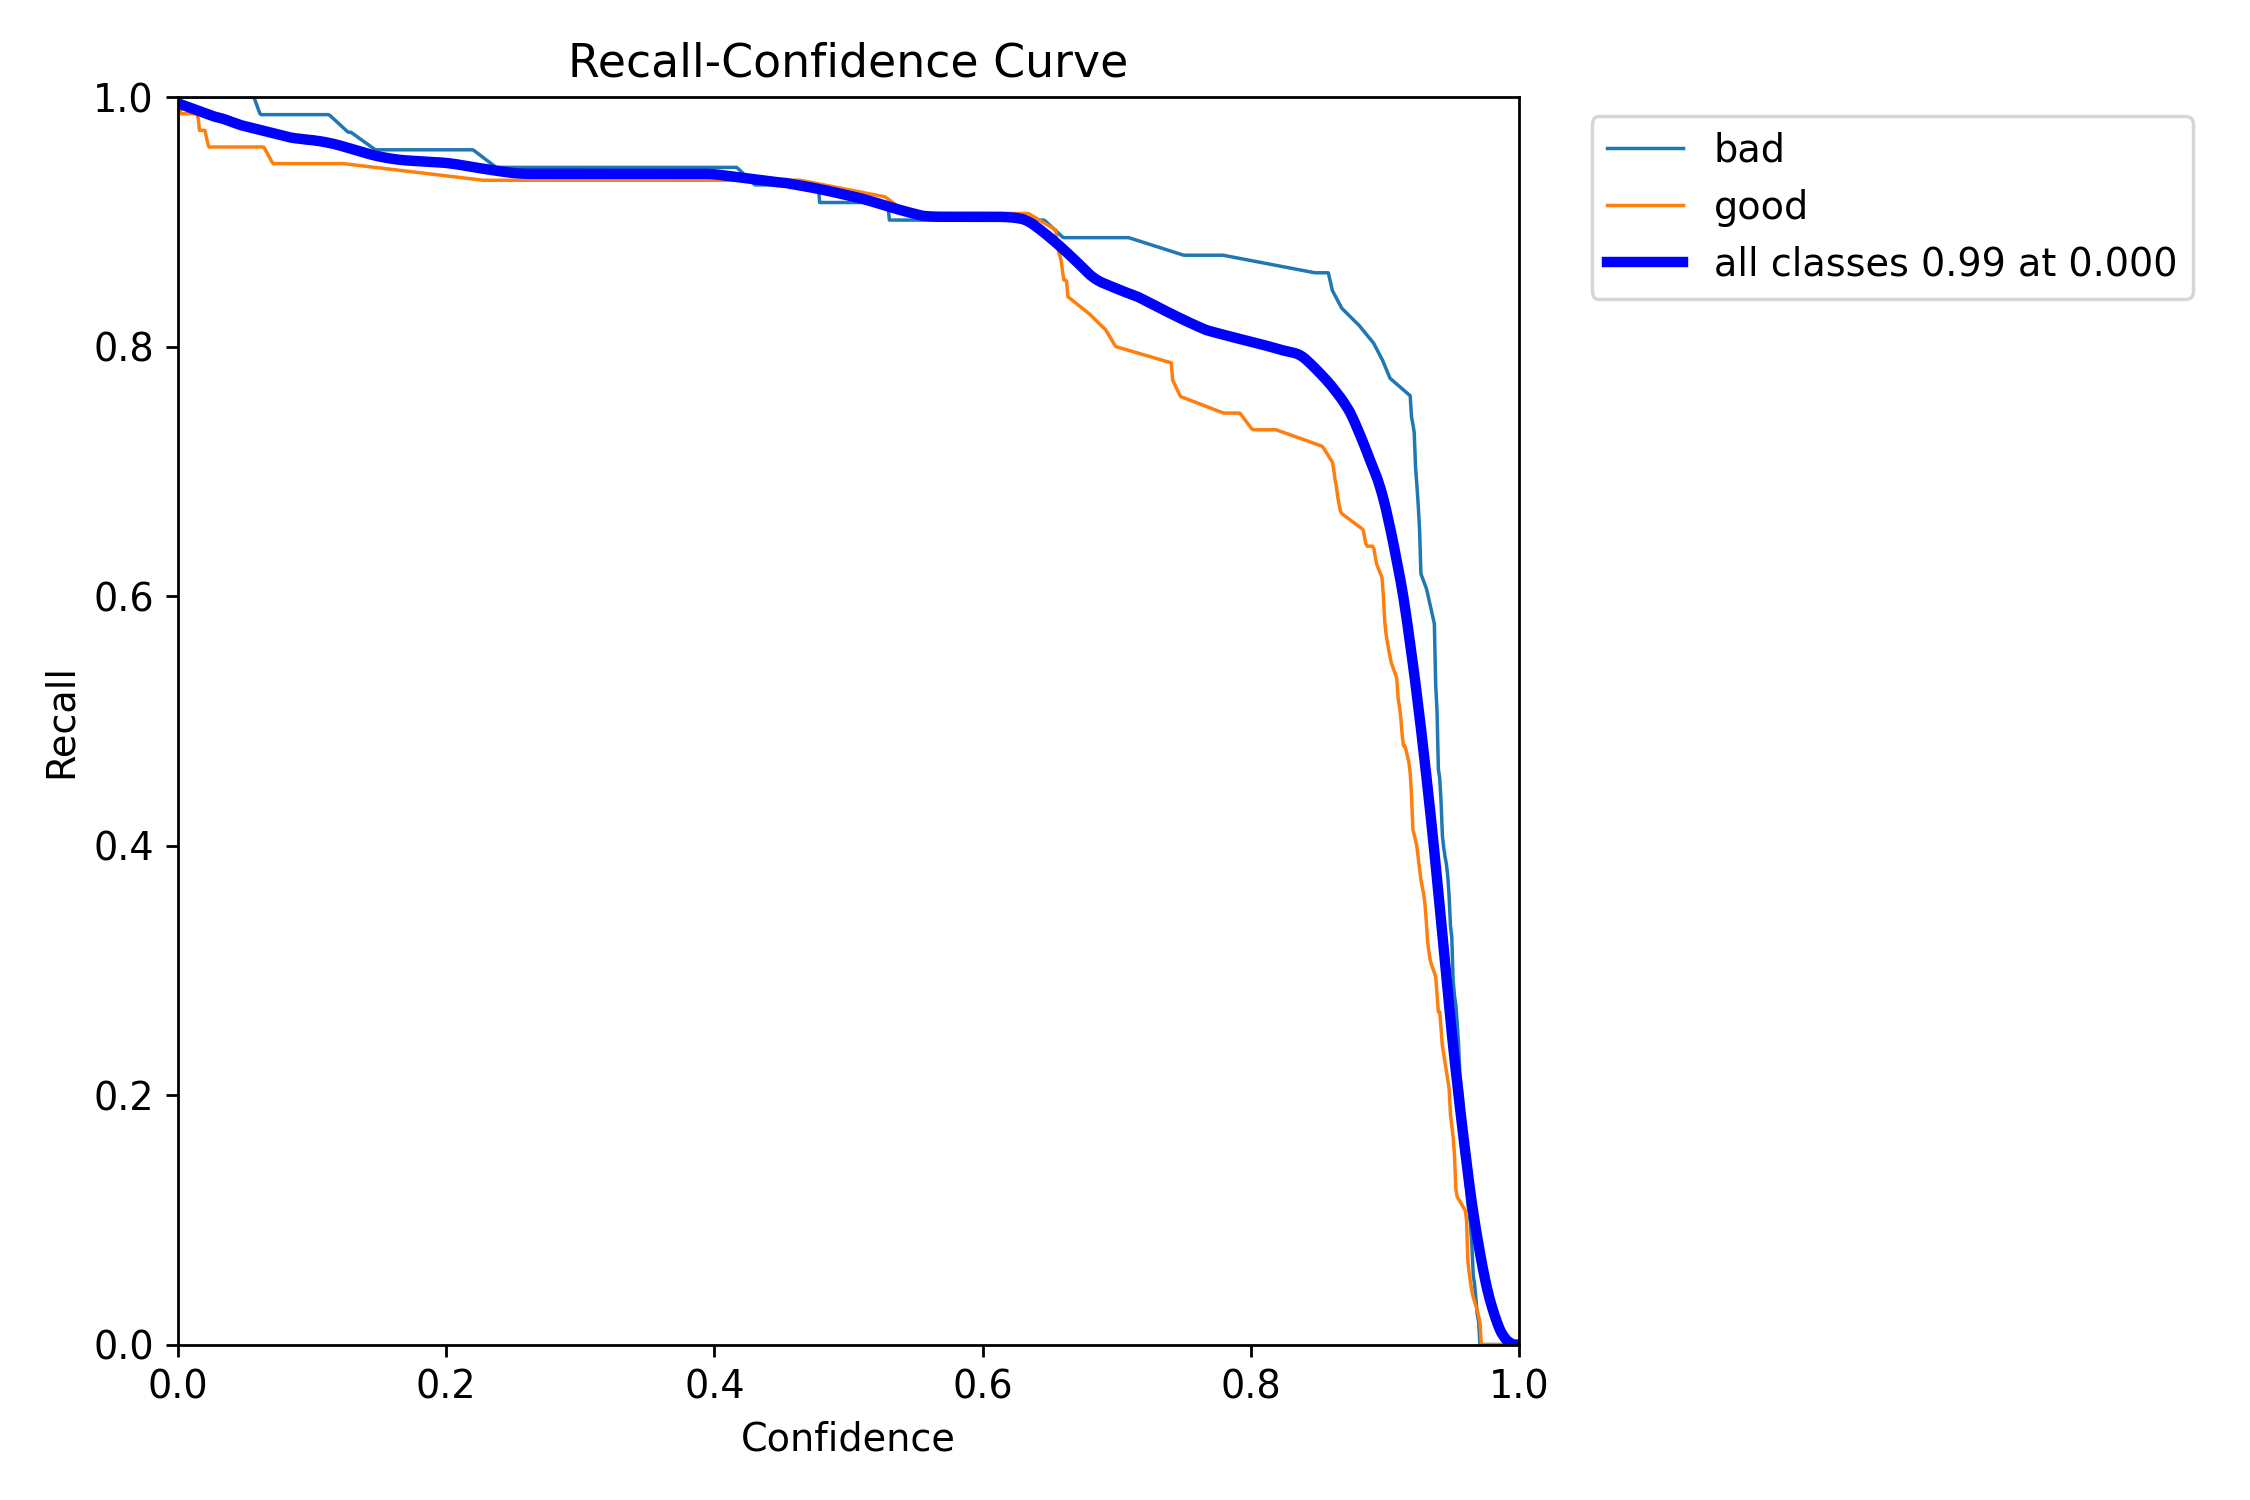 Recall-Confidence Curve
1.0
0.8
0.6
0.4
0.2
0.0
Recall
0.0 0.2 0.4 0.6 0.8 1.0
Confidence
bad
good
all classes 0.99 at 0.000